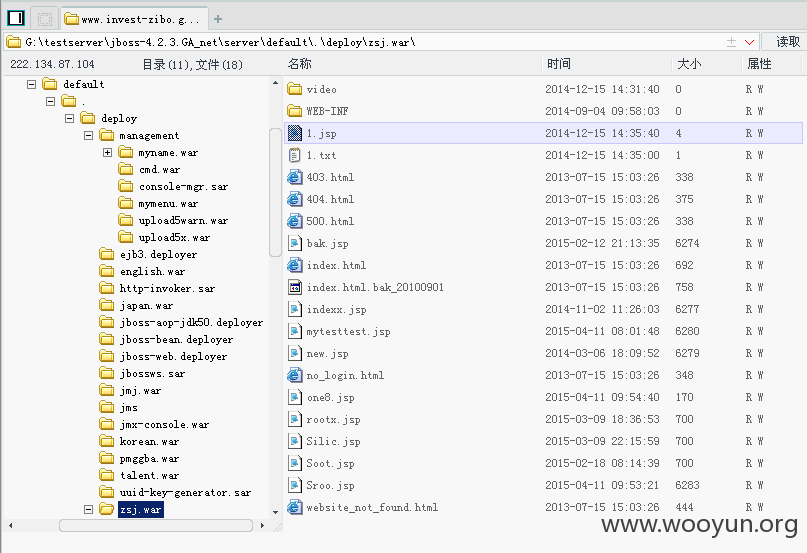 www.invest-zibo.g...
G:\testserver\jboss-4.2.3.GA_net\server\default\.\deploy\zsj.war\ 读取
222.134.87.104 目录(11),文件(18) 名称 时间 大小 属性
default
.
deploy
management
myname.war
cmd.war
console-mgr.sar
mymenu.war
upload5warn.war
upload5x.war
ejb3.deployer
english.war
http-invoker.sar
japan.war
jboss-aop-jdk50.deployer
jboss-bean.deployer
jboss-web.deployer
jbossws.sar
jmj.war
jms
jmx-console.war
korean.war
pmggba.war
talent.war
uuid-key-generator.sar
zsj.war
video 2014-12-15 14:31:40 0 R W
WEB-INF 2014-09-04 09:58:03 0 R W
1.jsp 2014-12-15 14:35:40 4 R W
1.txt 2014-12-15 14:35:00 1 R W
403.html 2013-07-15 15:03:26 338 R W
404.html 2013-07-15 15:03:26 375 R W
500.html 2013-07-15 15:03:26 338 R W
bak.jsp 2015-02-12 21:13:35 6274 R W
index.html 2013-07-15 15:03:26 692 R W
index.html.bak_20100901 2013-07-15 15:03:26 758 R W
indexx.jsp 2014-11-02 11:26:03 6277 R W
mytesttest.jsp 2015-04-11 08:01:48 6280 R W
new.jsp 2014-03-06 18:09:52 6279 R W
no_login.html 2013-07-15 15:03:26 348 R W
one8.jsp 2015-04-11 09:54:40 170 R W
rootx.jsp 2015-03-09 18:36:53 700 R W
Silic.jsp 2015-03-09 22:15:59 700 R W
Soot.jsp 2015-02-18 08:14:39 700 R W
Sroo.jsp 2015-04-11 09:53:21 6283 R W
website_not_found.html 2013-07-15 15:03:26 444 R W
www.wooyun.org